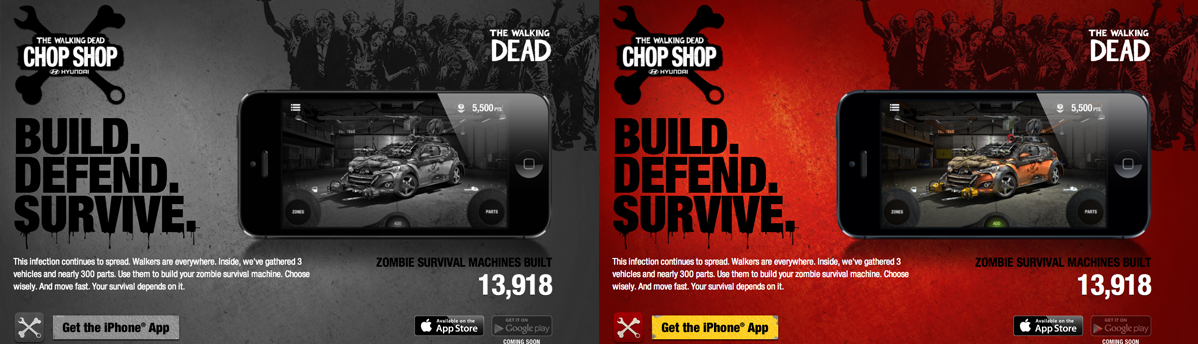 THE WALKING DEAD
CHOP SHOP
HYUNDAI
THE WALKING
DEAD
5,500 PTS
BUILD.
DEFEND.
SURVIVE.
ZONES
ADD
PARTS
This infection continues to spread. Walkers are everywhere. Inside, we've gathered 3
vehicles and nearly 300 parts. Use them to build your zombie survival machine. Choose
wisely. And move fast. Your survival depends on it.
ZOMBIE SURVIVAL MACHINES BUILT
13,918
Get the iPhone® App
Available on the
App Store
GET IT ON
Google play
COMING SOON
THE WALKING DEAD
CHOP SHOP
HYUNDAI
THE WALKING
DEAD
5,500 PTS
BUILD.
DEFEND.
SURVIVE.
ZONES
ADD
PARTS
This infection continues to spread. Walkers are everywhere. Inside, we've gathered 3
vehicles and nearly 300 parts. Use them to build your zombie survival machine. Choose
wisely. And move fast. Your survival depends on it.
ZOMBIE SURVIVAL MACHINES BUILT
13,918
Get the iPhone® App
Available on the
App Store
GET IT ON
Google play
COMING SOON